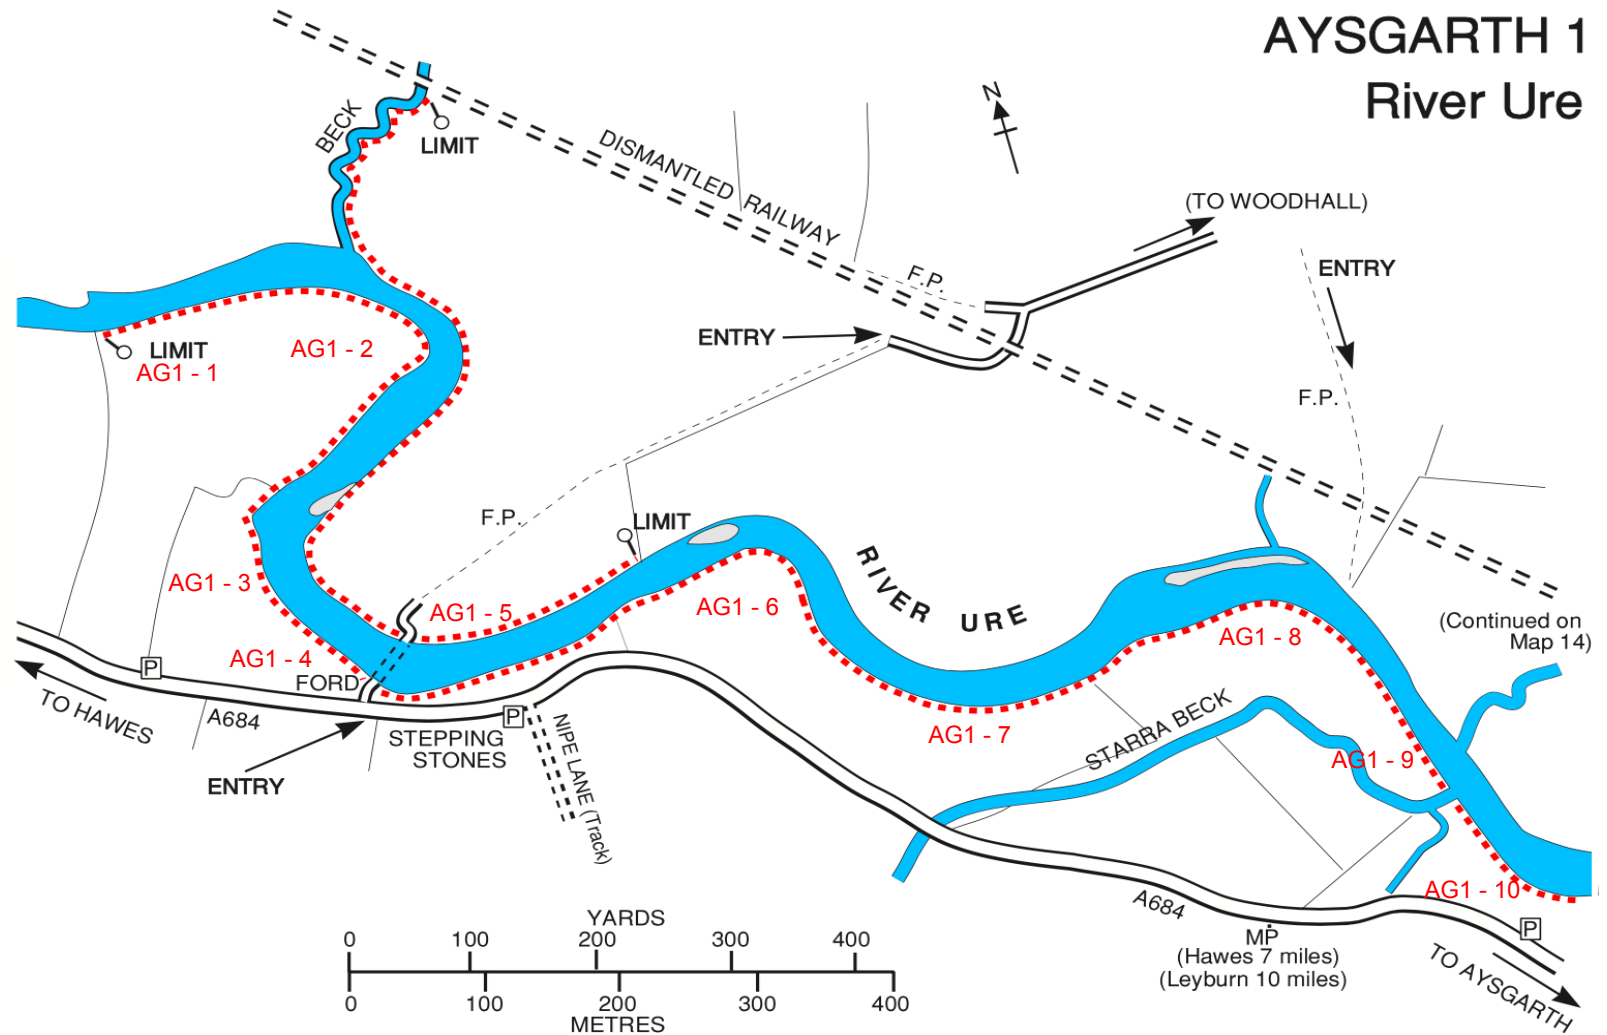 AYSGARTH 1
River Ure
N
BECK
LIMIT
DISMANTLED RAILWAY
(TO WOODHALL)
F.P.
ENTRY
ENTRY
LIMIT
AG1 - 1
AG1 - 2
F.P.
F.P.
LIMIT
RIVER URE
AG1 - 3
AG1 - 5
AG1 - 6
AG1 - 8
(Continued on
Map 14)
AG1 - 4
FORD
P
TO HAWES
A684
P
STEPPING
STONES
NIPE LANE (Track)
ENTRY
AG1 - 7
STARRA BECK
AG1 - 9
AG1 - 10
A684
P
MP
(Hawes 7 miles)
(Leyburn 10 miles)
TO AYSGARTH
YARDS
0 100 200 300 400
0 100 200 300 400
METRES